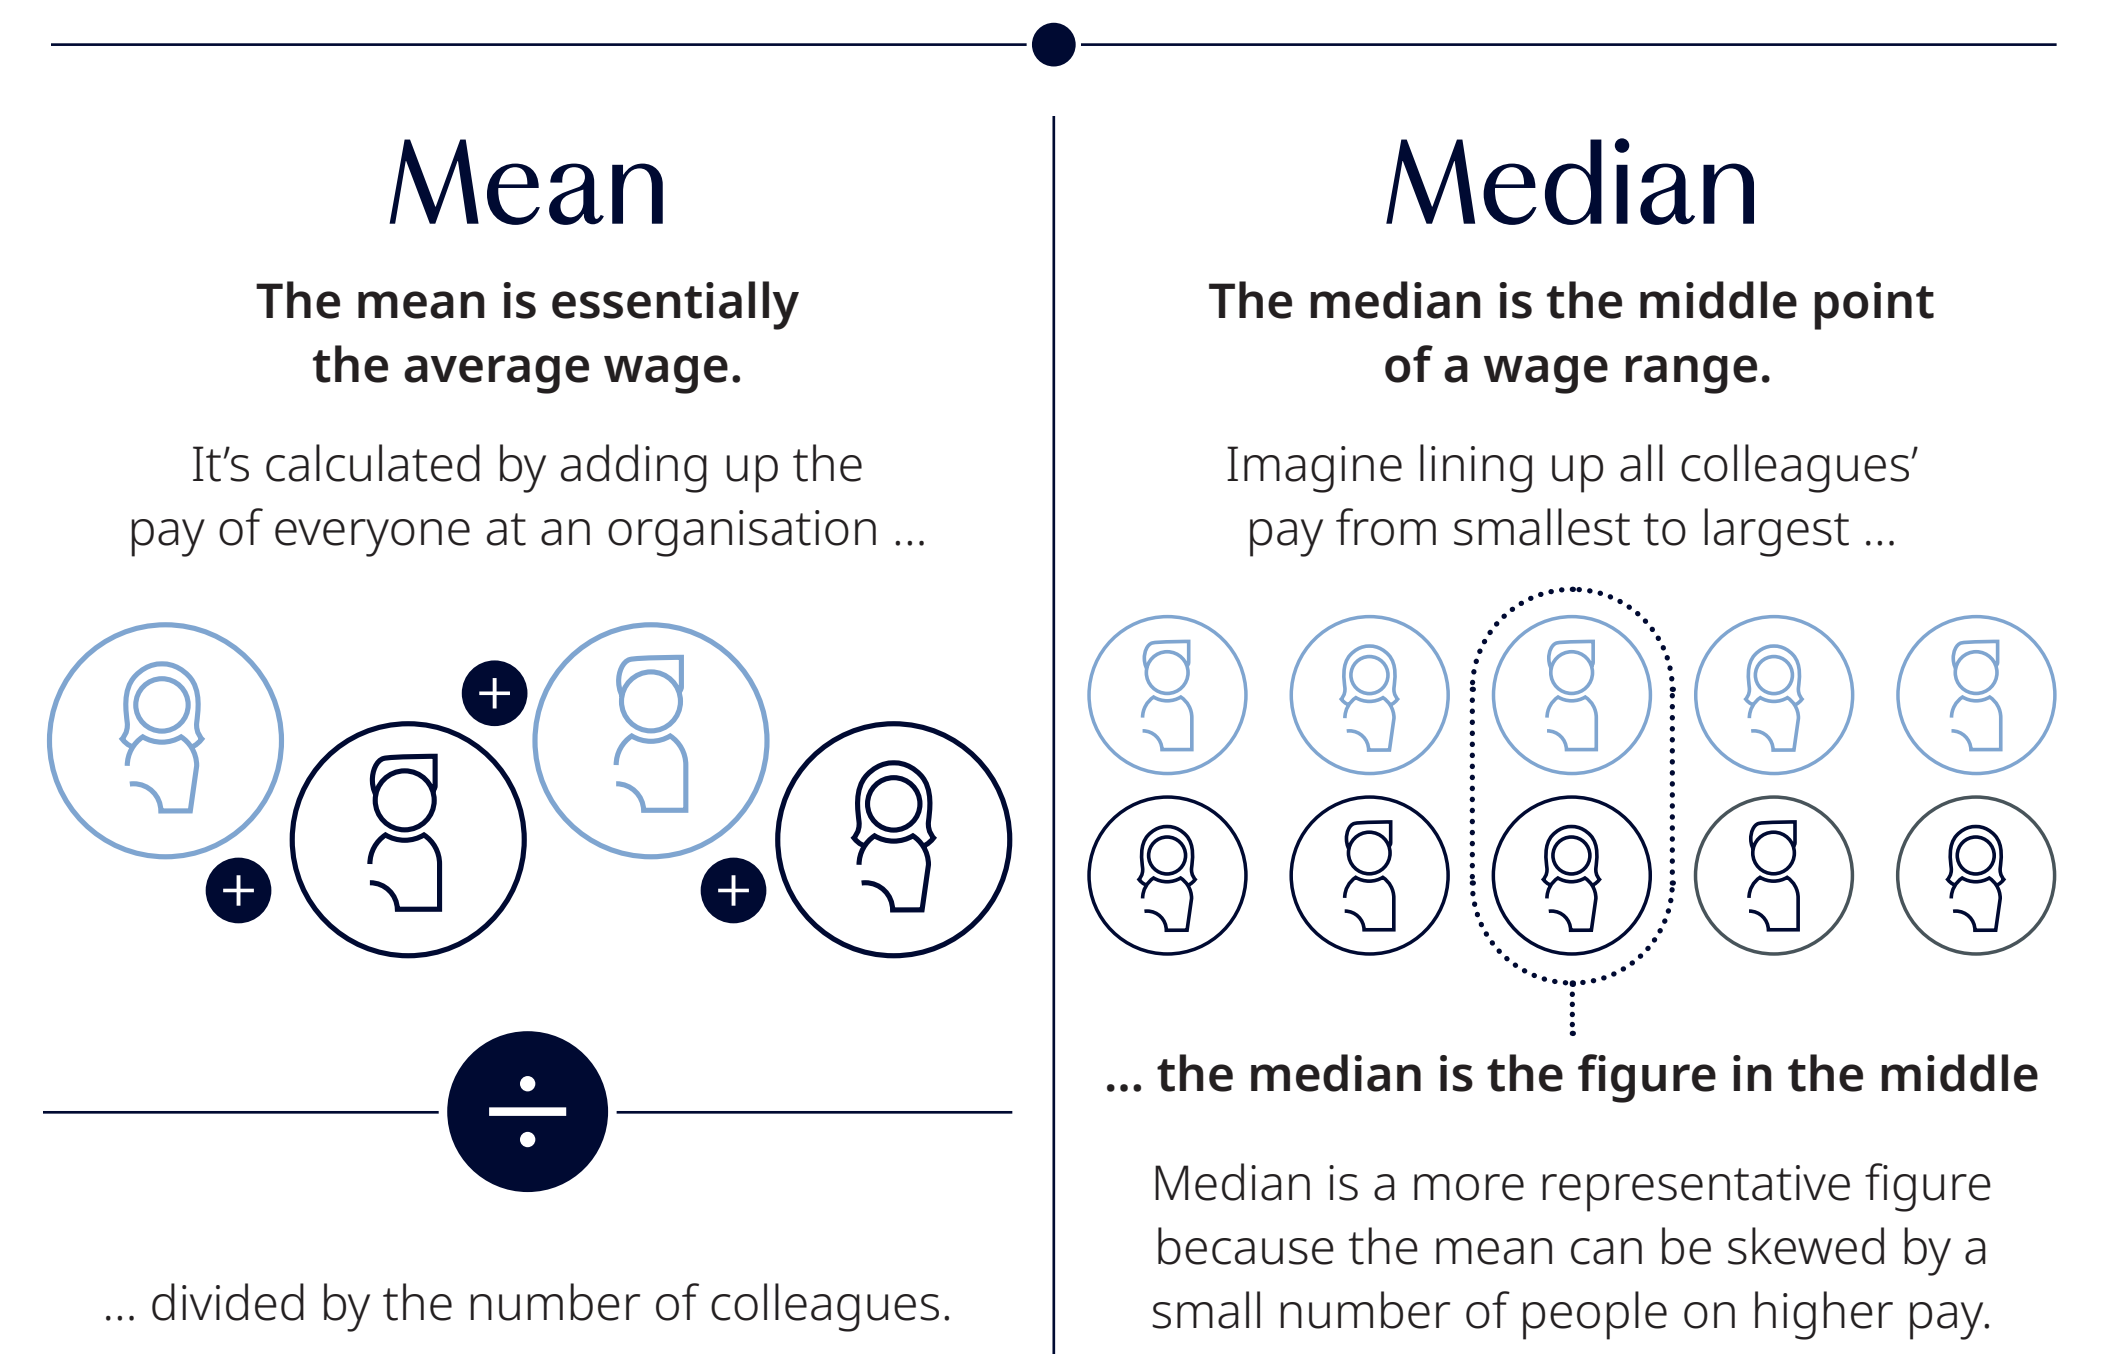 Mean
The mean is essentially
the average wage.
It’s calculated by adding up the
pay of everyone at an organisation ...
+
+
+
÷
... divided by the number of colleagues.
Median
The median is the middle point
of a wage range.
Imagine lining up all colleagues’
pay from smallest to largest ...
... the median is the figure in the middle
Median is a more representative figure
because the mean can be skewed by a
small number of people on higher pay.